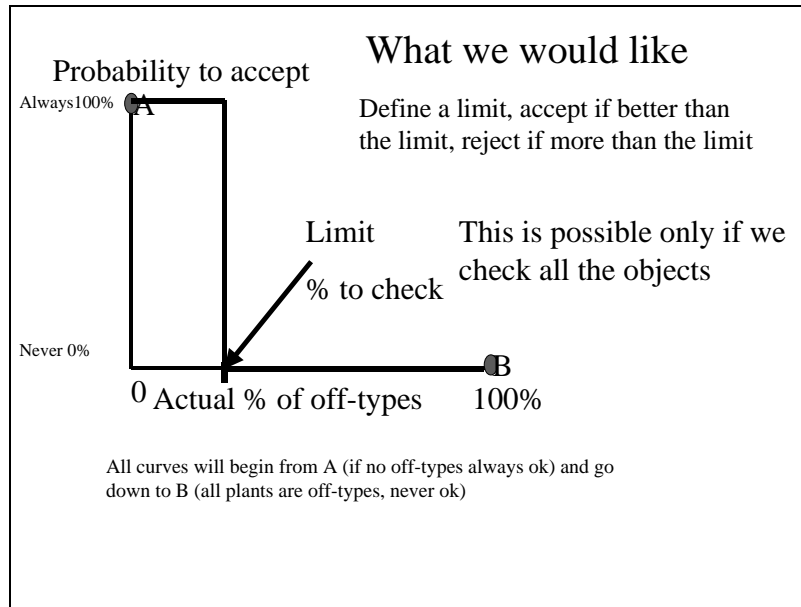 What we would like
Probability to accept
Always100%
A
Define a limit, accept if better than
the limit, reject if more than the limit
Limit
% to check
This is possible only if we
check all the objects
Never 0%
B
0
Actual % of off-types
100%
All curves will begin from A (if no off-types always ok) and go
down to B (all plants are off-types, never ok)